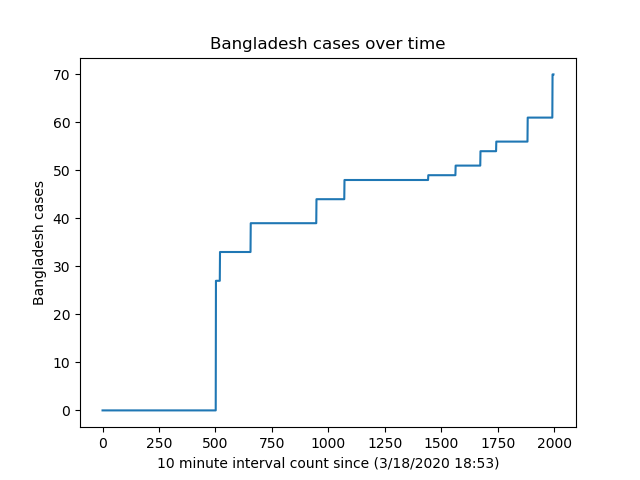 Bangladesh cases over time
Bangladesh cases
70
60
50
40
30
20
10
0
0 250 500 750 1000 1250 1500 1750 2000
10 minute interval count since (3/18/2020 18:53)